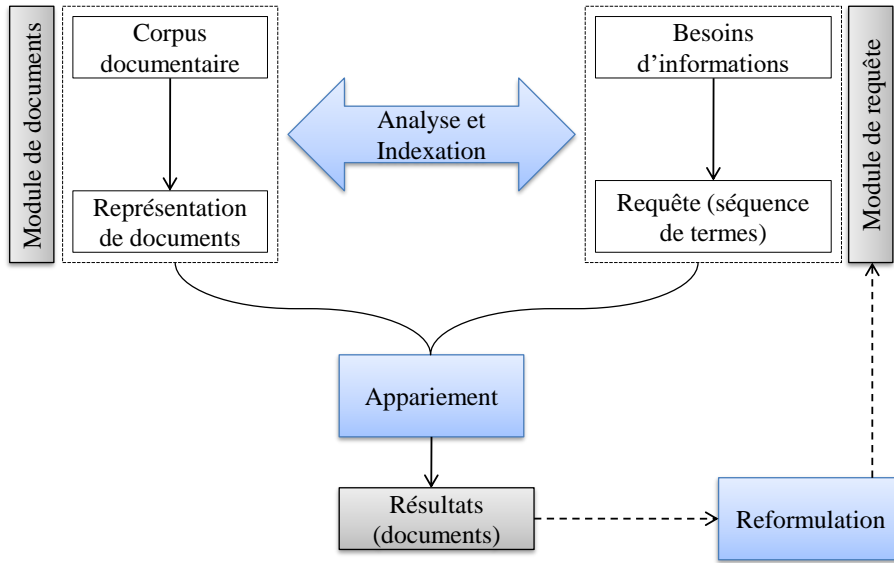 Module de documents
Corpus
documentaire
Représentation
de documents
Analyse et
Indexation
Besoins
d'informations
Requête (séquence
de termes)
Module de requête
Appariement
Résultats
(documents)
Reformulation